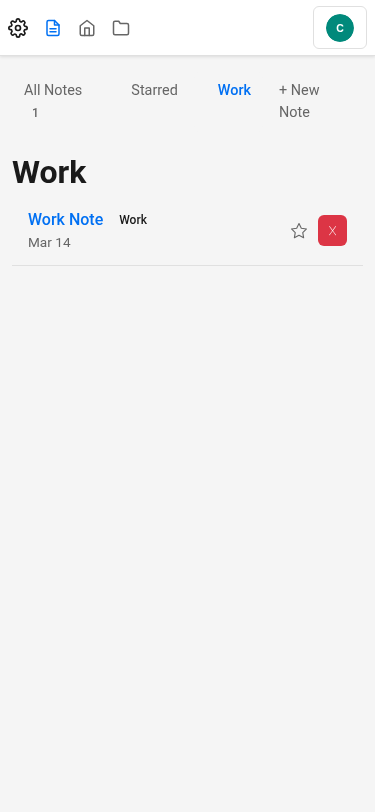 C
All Notes
1
Starred
Work
+ New
Note
Work
Work Note Work
Mar 14
X